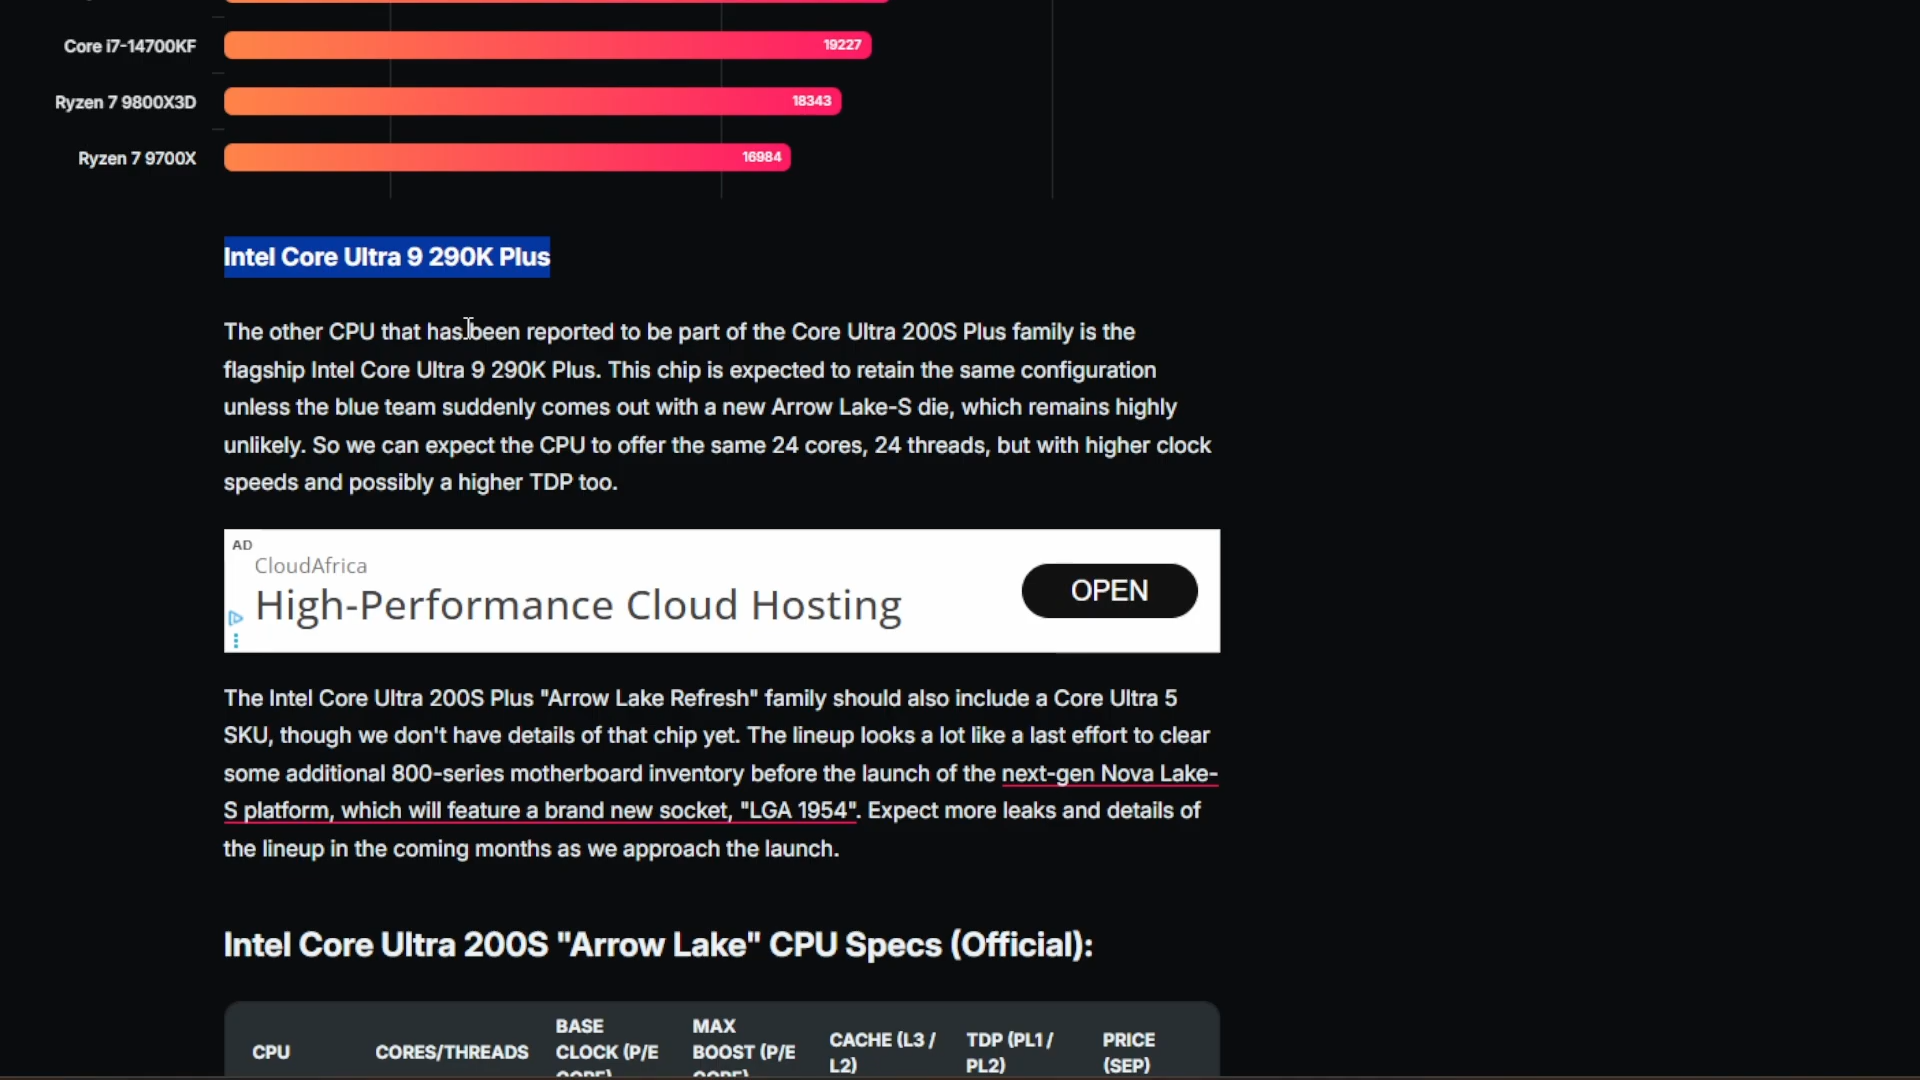 Core i7-14700KF
19227
Ryzen 7 9800X3D
18343
Ryzen 7 9700X
16984
Intel Core Ultra 9 290K Plus
The other CPU that has been reported to be part of the Core Ultra 200S Plus family is the
flagship Intel Core Ultra 9 290K Plus. This chip is expected to retain the same configuration
unless the blue team suddenly comes out with a new Arrow Lake-S die, which remains highly
unlikely. So we can expect the CPU to offer the same 24 cores, 24 threads, but with higher clock
speeds and possibly a higher TDP too.
AD
CloudAfrica
High-Performance Cloud Hosting
OPEN
The Intel Core Ultra 200S Plus "Arrow Lake Refresh" family should also include a Core Ultra 5
SKU, though we don't have details of that chip yet. The lineup looks a lot like a last effort to clear
some additional 800-series motherboard inventory before the launch of the next-gen Nova Lake-
S platform, which will feature a brand new socket, "LGA 1954". Expect more leaks and details of
the lineup in the coming months as we approach the launch.
Intel Core Ultra 200S "Arrow Lake" CPU Specs (Official):
CPU
CORES/THREADS
BASE
CLOCK (P/E
CORE)
MAX
BOOST (P/E
CORE)
CACHE (L3 /
L2)
TDP (PL1 /
PL2)
PRICE
(SEP)